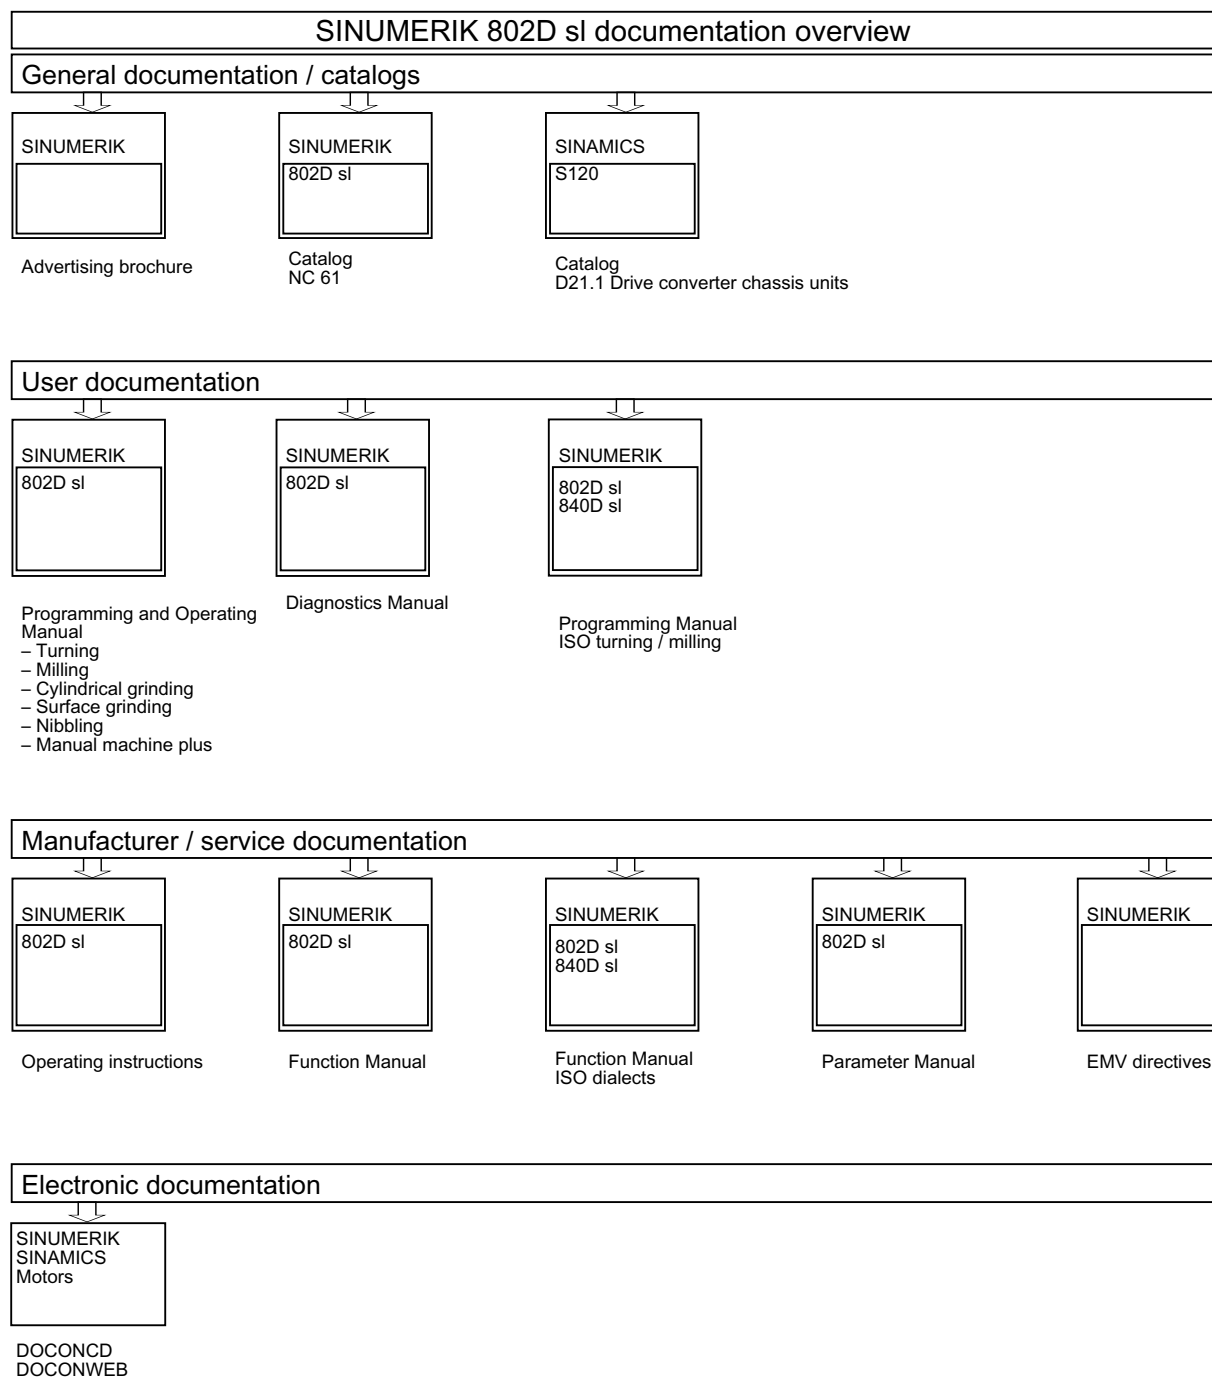 SINUMERIK 802D sl documentation overview
General documentation / catalogs
SINUMERIK
Advertising brochure
SINUMERIK
802D sl
Catalog
NC 61
SINAMICS
S120
Catalog
D21.1 Drive converter chassis units
User documentation
SINUMERIK
802D sl
Programming and Operating
Manual
– Turning
– Milling
– Cylindrical grinding
– Surface grinding
– Nibbling
– Manual machine plus
SINUMERIK
802D sl
Diagnostics Manual
SINUMERIK
802D sl
840D sl
Programming Manual
ISO turning / milling
Manufacturer / service documentation
SINUMERIK
802D sl
Operating instructions
SINUMERIK
802D sl
Function Manual
SINUMERIK
802D sl
840D sl
Function Manual
ISO dialects
SINUMERIK
802D sl
Parameter Manual
SINUMERIK
EMV directives
Electronic documentation
SINUMERIK
SINAMICS
Motors
DOCONCD
DOCONWEB